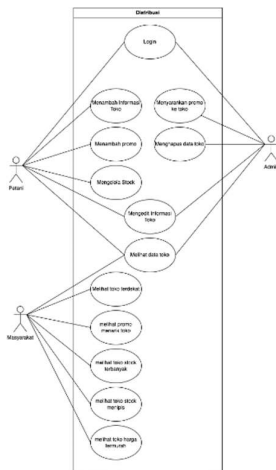 Distribusi
Login
Menambah Informasi
Toko
Menyarankan promo
ke toko
Menambah promo
Menghapus data toko
Petani
Admin
Mengelola Stock
Mengedit Informasi
Toko
Melihat data toko
Melihat toko terdekat
Masyarakat
melihat promo
menarik toko
melihat toko stock
terbanyak
melihat toko stock
menipis
melihat toko harga
termurah